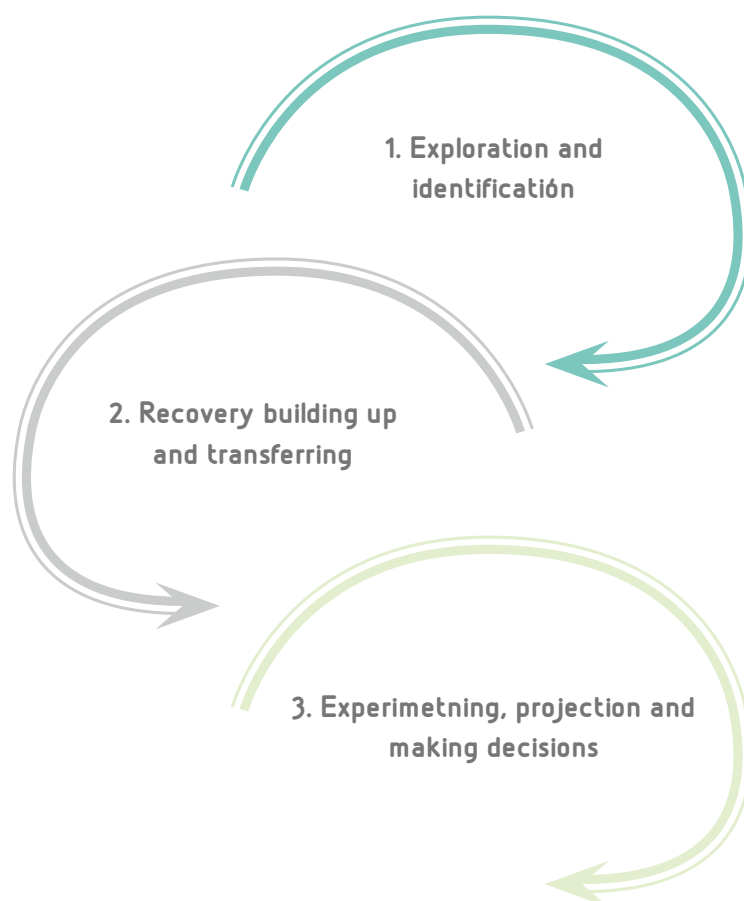 1. Exploration and
identificatión
2. Recovery building up
and transferring
3. Experimetning, projection and
making decisions